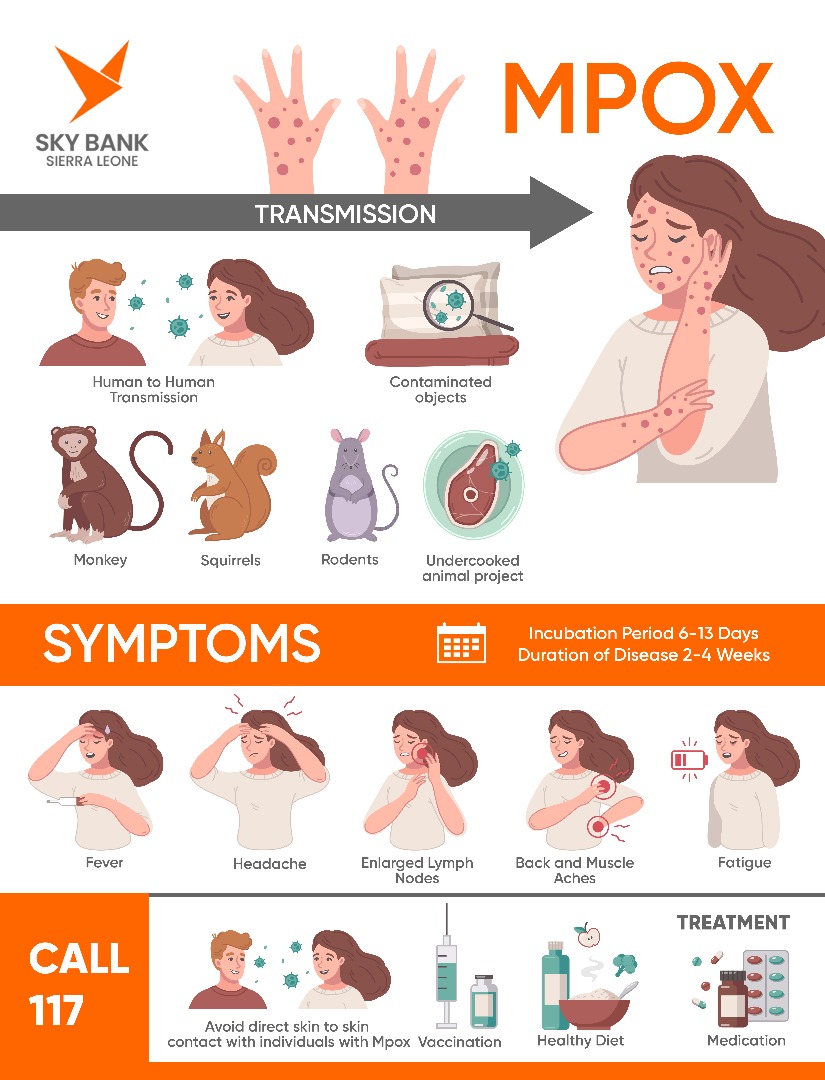 SKY BANK
SIERRA LEONE
MPOX
TRANSMISSION
Human to Human
Transmission
Contaminated
objects
Monkey
Squirrels
Rodents
Undercooked
animal project
SYMPTOMS
Incubation Period 6-13 Days
Duration of Disease 2-4 Weeks
Fever
Headache
Enlarged Lymph
Nodes
Back and Muscle
Aches
Fatigue
CALL
117
Avoid direct skin to skin
contact with individuals with Mpox
Vaccination
Healthy Diet
TREATMENT
Medication